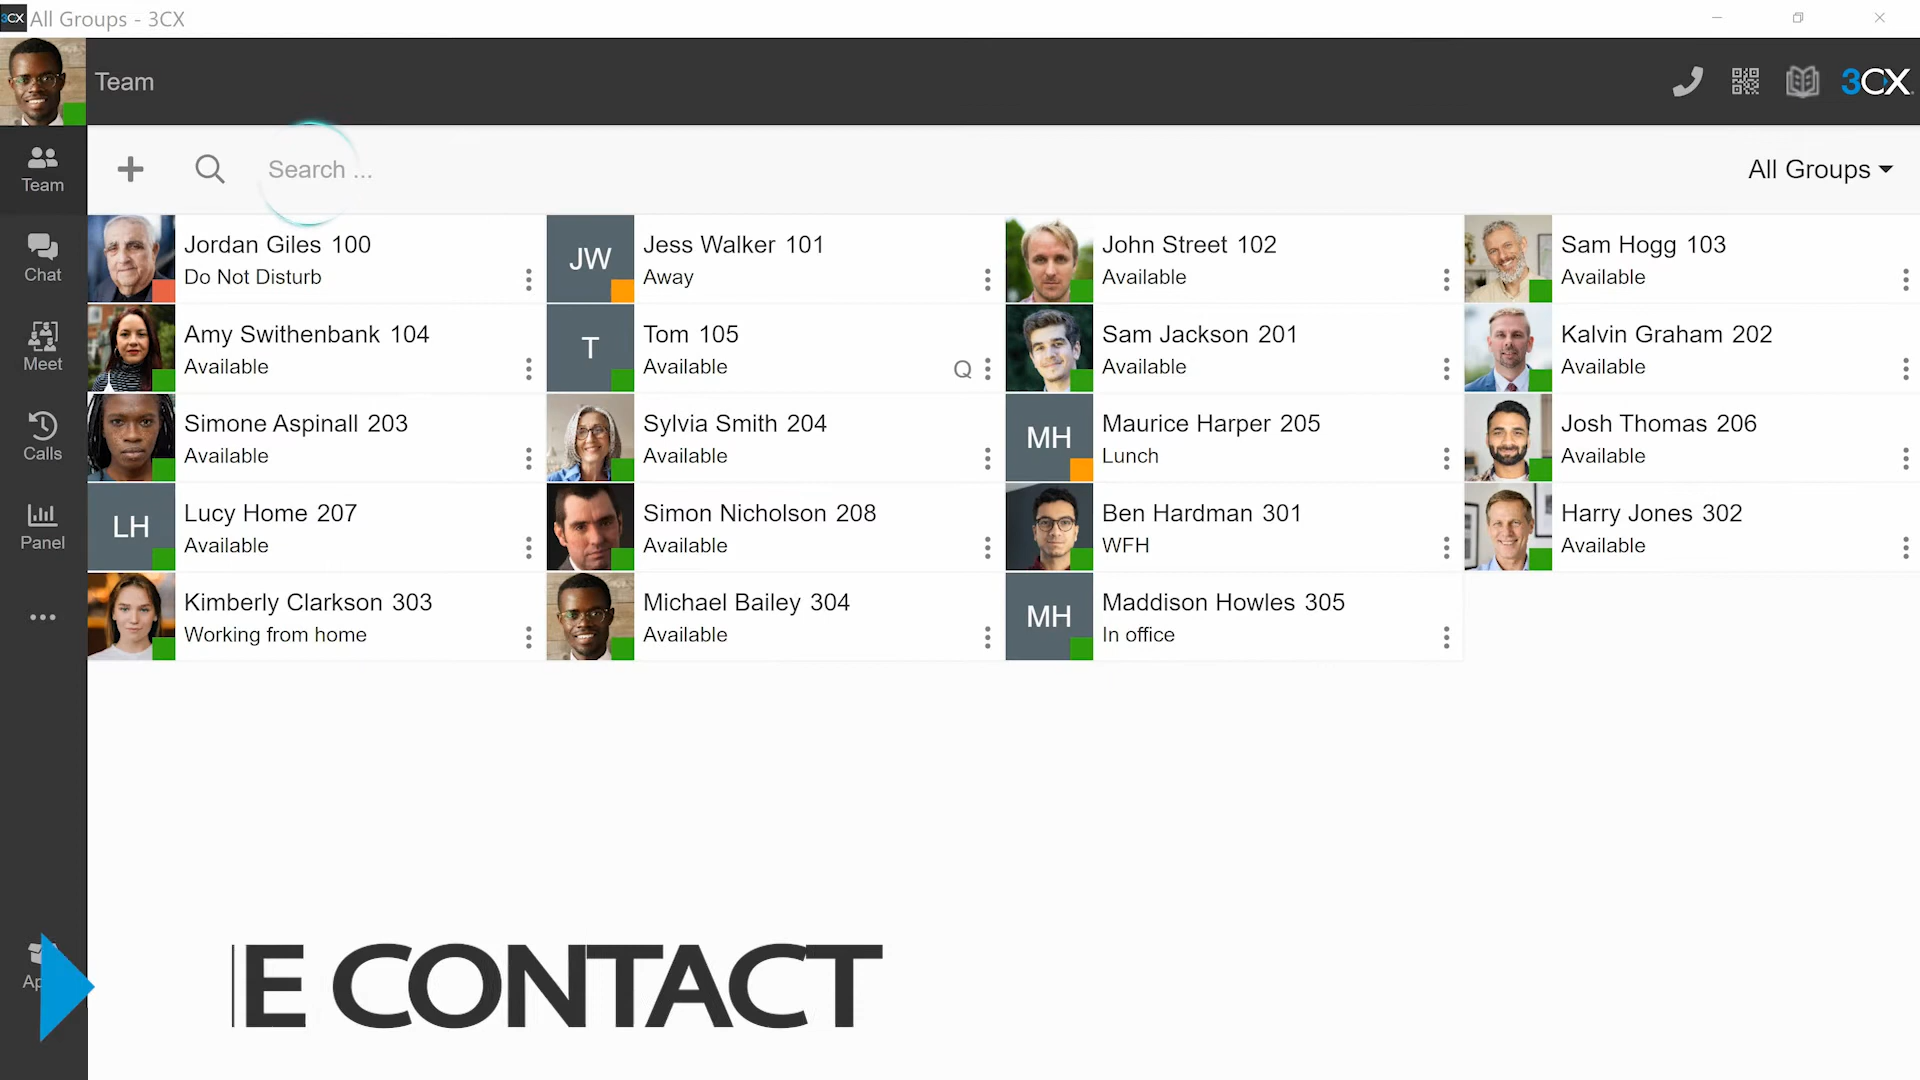 3CX All Groups - 3CX
Team
3CX
Team
Search ...
All Groups
Jordan Giles 100
Do Not Disturb
JW
Jess Walker 101
Away
John Street 102
Available
Sam Hogg 103
Available
Chat
Amy Swithenbank 104
Available
T
Tom 105
Available
Q
Sam Jackson 201
Available
Kalvin Graham 202
Available
Meet
Simone Aspinall 203
Available
Sylvia Smith 204
Available
MH
Maurice Harper 205
Lunch
Josh Thomas 206
Available
Calls
LH
Lucy Home 207
Available
Simon Nicholson 208
Available
Ben Hardman 301
WFH
Harry Jones 302
Available
Panel
Kimberly Clarkson 303
Working from home
Michael Bailey 304
Available
MH
Maddison Howles 305
In office
E CONTACT